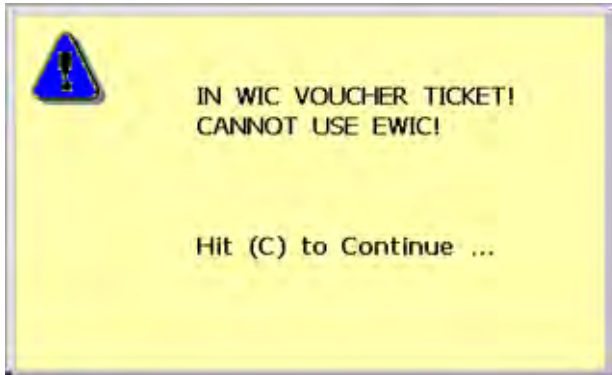 IN WIC VOUCHER TICKET!
CANNOT USE EWIC!
Hit (C) to Continue ...